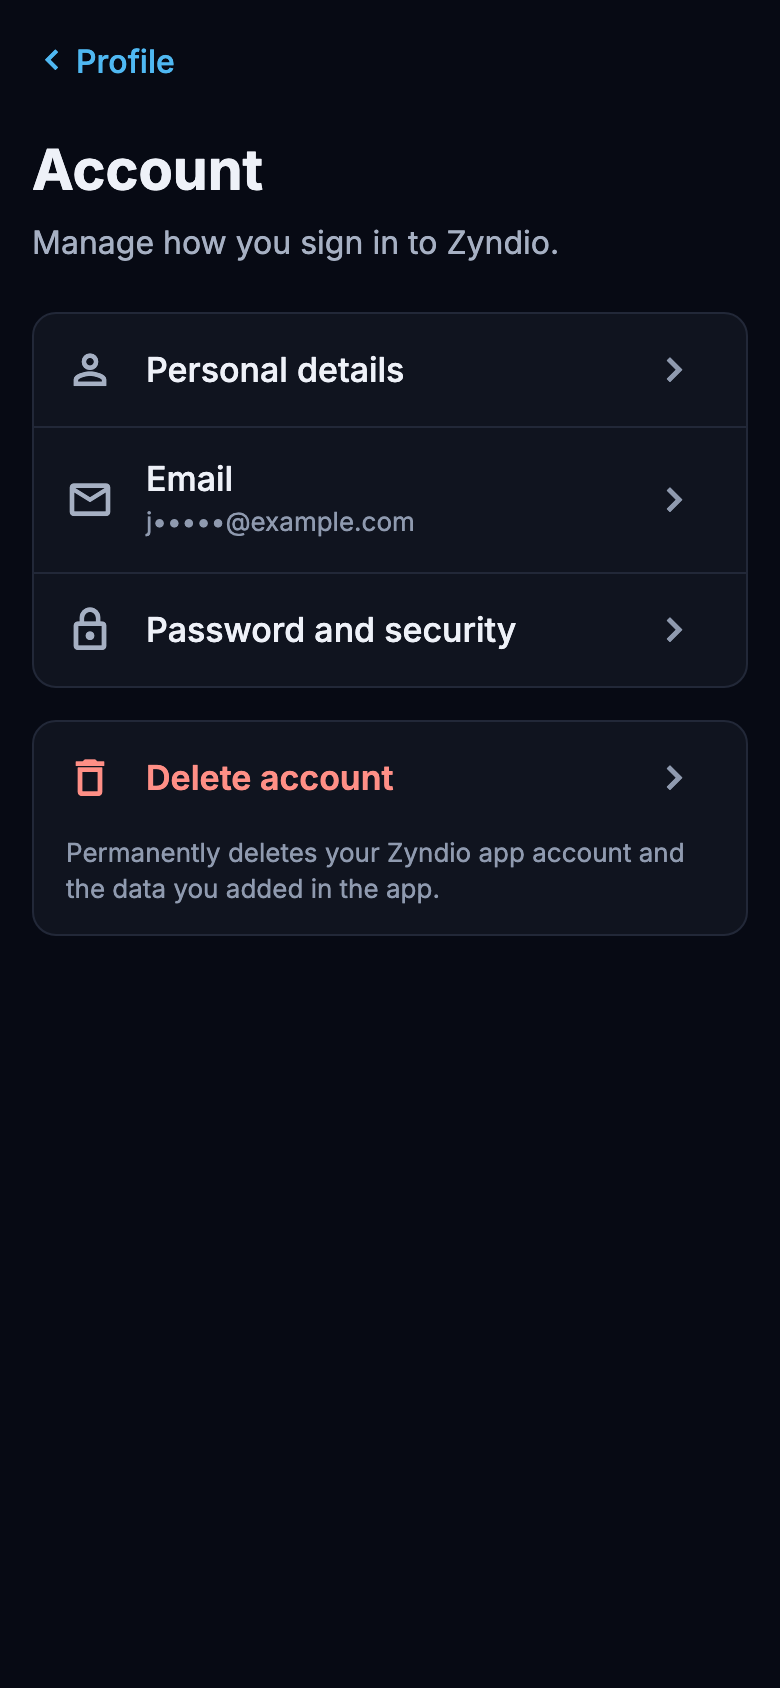 Profile
Account
Manage how you sign in to Zyndio.
Personal details
Email
j•••••@example.com
Password and security
Delete account
Permanently deletes your Zyndio app account and
the data you added in the app.